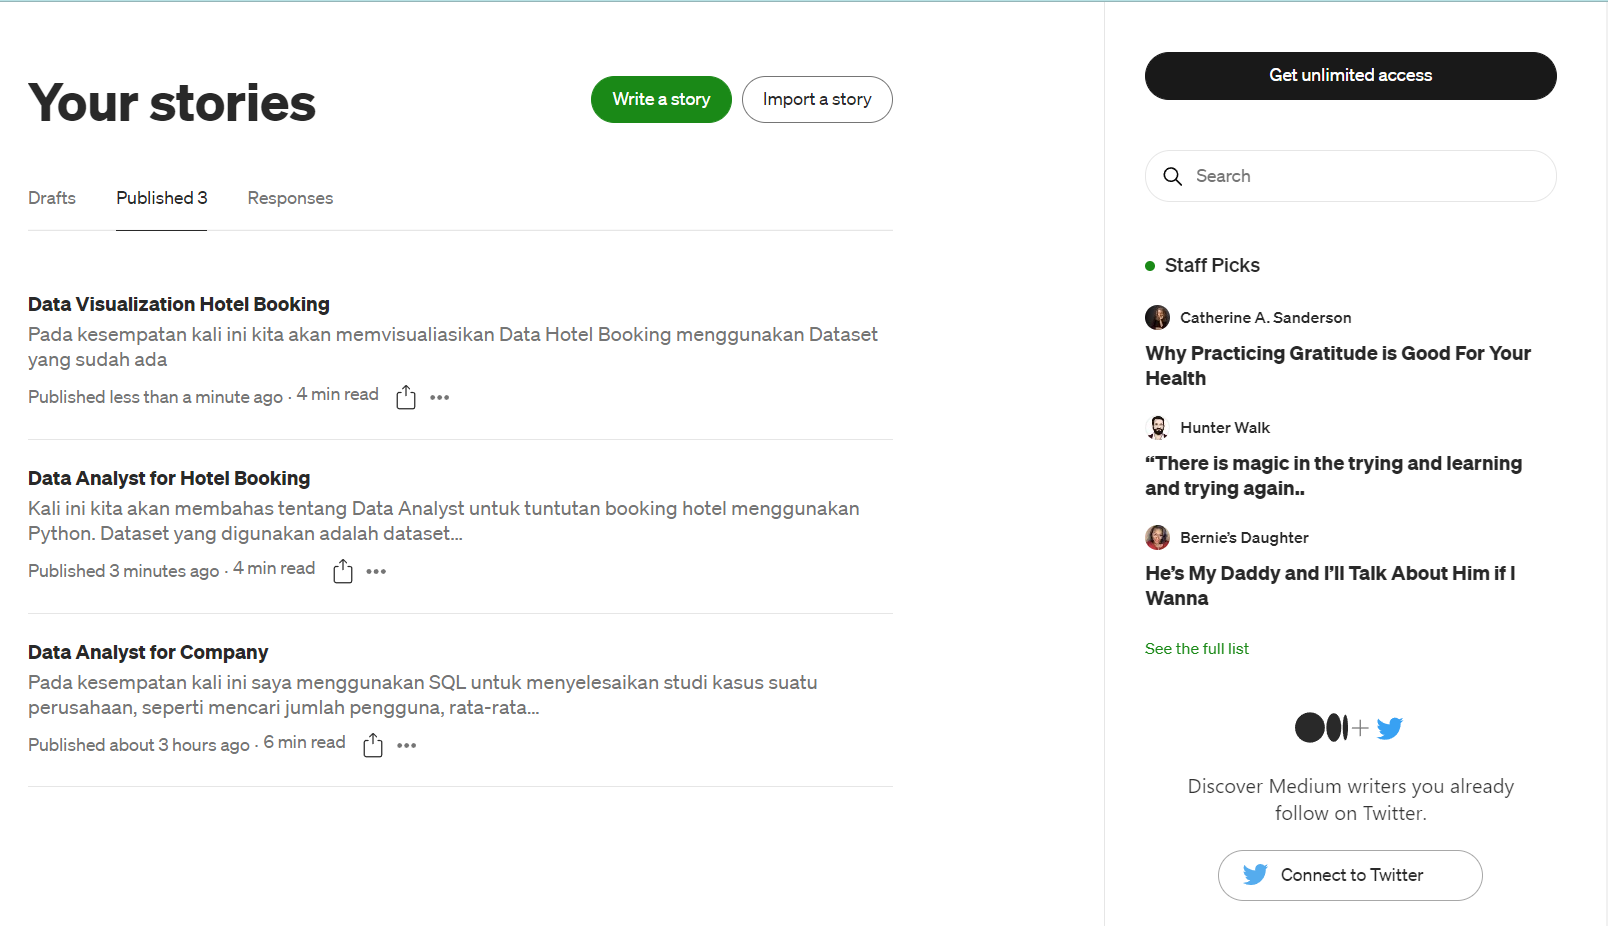 Your stories
Write a story
Import a story
Drafts
Published 3
Responses
Data Visualization Hotel Booking
Pada kesempatan kali ini kita akan memvisualiasikan Data Hotel Booking menggunakan Dataset
yang sudah ada
Published less than a minute ago · 4 min read
Data Analyst for Hotel Booking
Kali ini kita akan membahas tentang Data Analyst untuk tuntutan booking hotel menggunakan
Python. Dataset yang digunakan adalah dataset...
Published 3 minutes ago · 4 min read
Data Analyst for Company
Pada kesempatan kali ini saya menggunakan SQL untuk menyelesaikan studi kasus suatu
perusahaan, seperti mencari jumlah pengguna, rata-rata...
Published about 3 hours ago · 6 min read
Get unlimited access
Search
Staff Picks
Catherine A. Sanderson
Why Practicing Gratitude is Good For Your
Health
Hunter Walk
“There is magic in the trying and learning
and trying again..
Bernie’s Daughter
He’s My Daddy and I’ll Talk About Him if I
Wanna
See the full list
Discover Medium writers you already
follow on Twitter.
Connect to Twitter